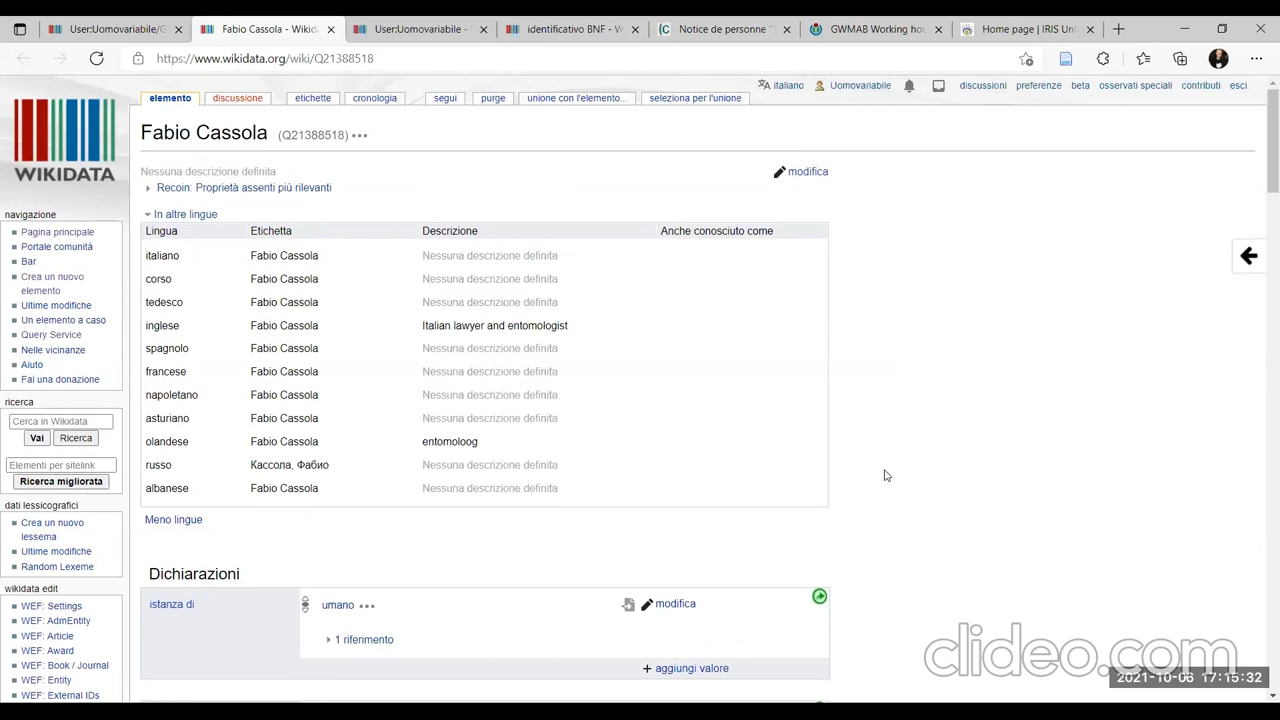 User:Uomovariabile/G
Fabio Cassola - Wikida
User:Uomovariabile -
identificativo BNF - W
Notice de personne "
GWMAB Working hou
Home page | IRIS Uni
https://www.wikidata.org/wiki/Q21388518
italiano
Uomovariabile
discussioni
preferenze
beta
osservati speciali
contributi
esci
elemento
discussione
etichette
cronologia
segui
purge
unione con l'elemento...
seleziona per l'unione
WIKIDATA
Fabio Cassola (Q21388518)
Nessuna descrizione definita
modifica
Recoin: Proprietà assenti più rilevanti
In altre lingue
Lingua Etichetta Descrizione Anche conosciuto come
italiano Fabio Cassola Nessuna descrizione definita
corso Fabio Cassola Nessuna descrizione definita
tedesco Fabio Cassola Nessuna descrizione definita
inglese Fabio Cassola Italian lawyer and entomologist
spagnolo Fabio Cassola Nessuna descrizione definita
francese Fabio Cassola Nessuna descrizione definita
napoletano Fabio Cassola Nessuna descrizione definita
asturiano Fabio Cassola Nessuna descrizione definita
olandese Fabio Cassola entomoloog
russo Кассола, Фабио Nessuna descrizione definita
albanese Fabio Cassola Nessuna descrizione definita
Meno lingue
Dichiarazioni
istanza di
umano
modifica
1 riferimento
+ aggiungi valore
navigazione
Pagina principale
Portale comunità
Bar
Crea un nuovo
elemento
Ultime modifiche
Un elemento a caso
Query Service
Nelle vicinanze
Aiuto
Fai una donazione
ricerca
Cerca in Wikidata
Vai
Ricerca
Elementi per sitelink
Ricerca migliorata
dati lessicografici
Crea un nuovo
lessema
Ultime modifiche
Random Lexeme
wikidata edit
WEF: Settings
WEF: AdmEntity
WEF: Article
WEF: Award
WEF: Book / Journal
WEF: Entity
WEF: External IDs
clideo.com
2021-10-06 17:15:32